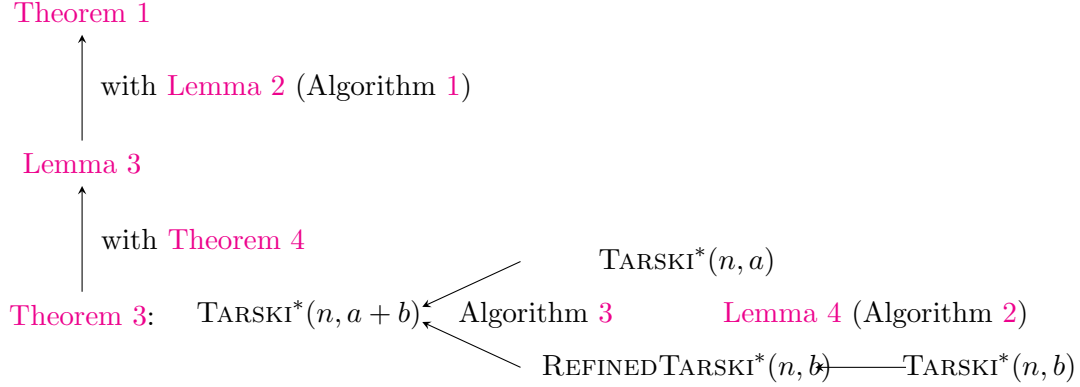 Theorem 1
with Lemma 2 (Algorithm 1)
Lemma 3
with Theorem 4
TARSKI*(n, a)
Theorem 3: TARSKI*(n, a + b) Algorithm 3 Lemma 4 (Algorithm 2)
REFINEDTARSKI*(n, b) TARSKI*(n, b)